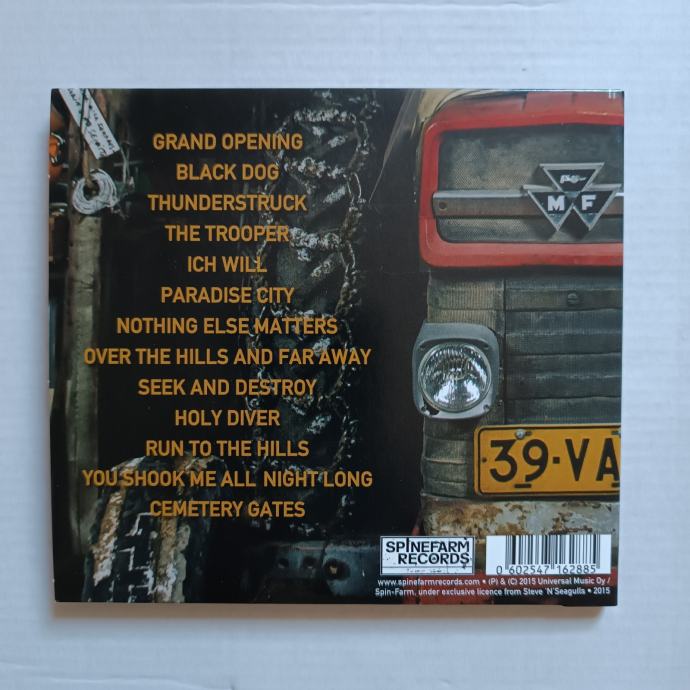 GRAND OPENING
BLACK DOG
THUNDERSTRUCK
THE TROOPER
ICH WILL
PARADISE CITY
NOTHING ELSE MATTERS
OVER THE HILLS AND FAR AWAY
SEEK AND DESTROY
HOLY DIVER
RUN TO THE HILLS
YOU SHOOK ME ALL NIGHT LONG
CEMETERY GATES
M F
39-VA
SPINEFARM
RECORDS
0 602547 162885
www.spinefarmrecords.com • (P) & (C) 2015 Universal Music Oy /
Spin-Farm, under exclusive licence from Steve 'N'Seagulls • 2015